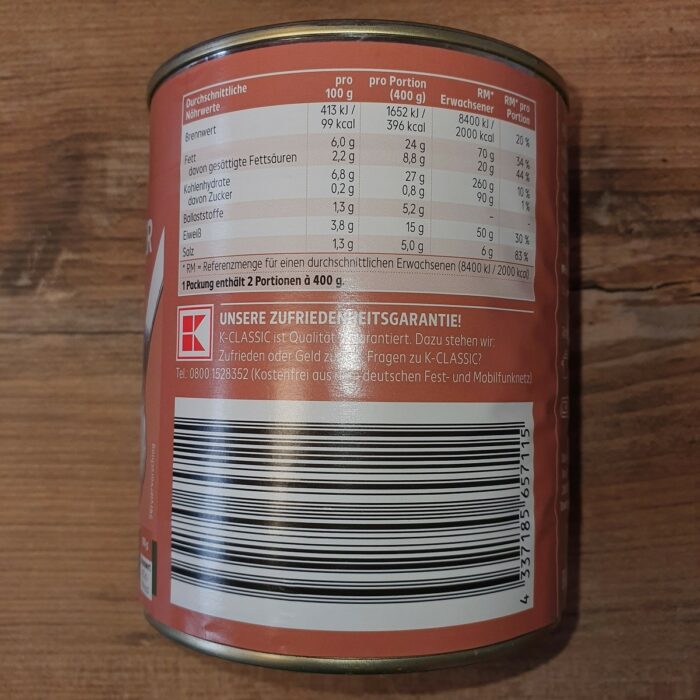 Durchschnittliche Nährwerte pro 100 g pro Portion (400 g) RM* Erwachsener RM* pro Portion
Brennwert 413 kJ / 99 kcal 1652 kJ / 396 kcal 8400 kJ / 2000 kcal 20 %
Fett 6,0 g 24 g 70 g 34 %
davon gesättigte Fettsäuren 2,2 g 8,8 g 20 g 44 %
Kohlenhydrate 6,8 g 27 g 260 g 10 %
davon Zucker 0,2 g 0,8 g 90 g 1 %
Ballaststoffe 1,3 g 5,2 g - -
Eiweiß 3,8 g 15 g 50 g 30 %
Salz 1,3 g 5,0 g 6 g 83 %
* RM = Referenzmenge für einen durchschnittlichen Erwachsenen (8400 kJ / 2000 kcal)
1 Packung enthält 2 Portionen à 400 g.
K
UNSERE ZUFRIEDENHEITSGARANTIE!
K-CLASSIC ist Qualität garantiert. Dazu stehen wir:
Zufrieden oder Geld zurück. Fragen zu K-CLASSIC?
Tel.: 0800 1528352 (Kostenfrei aus dem deutschen Fest- und Mobilfunknetz)
4 337185 657115